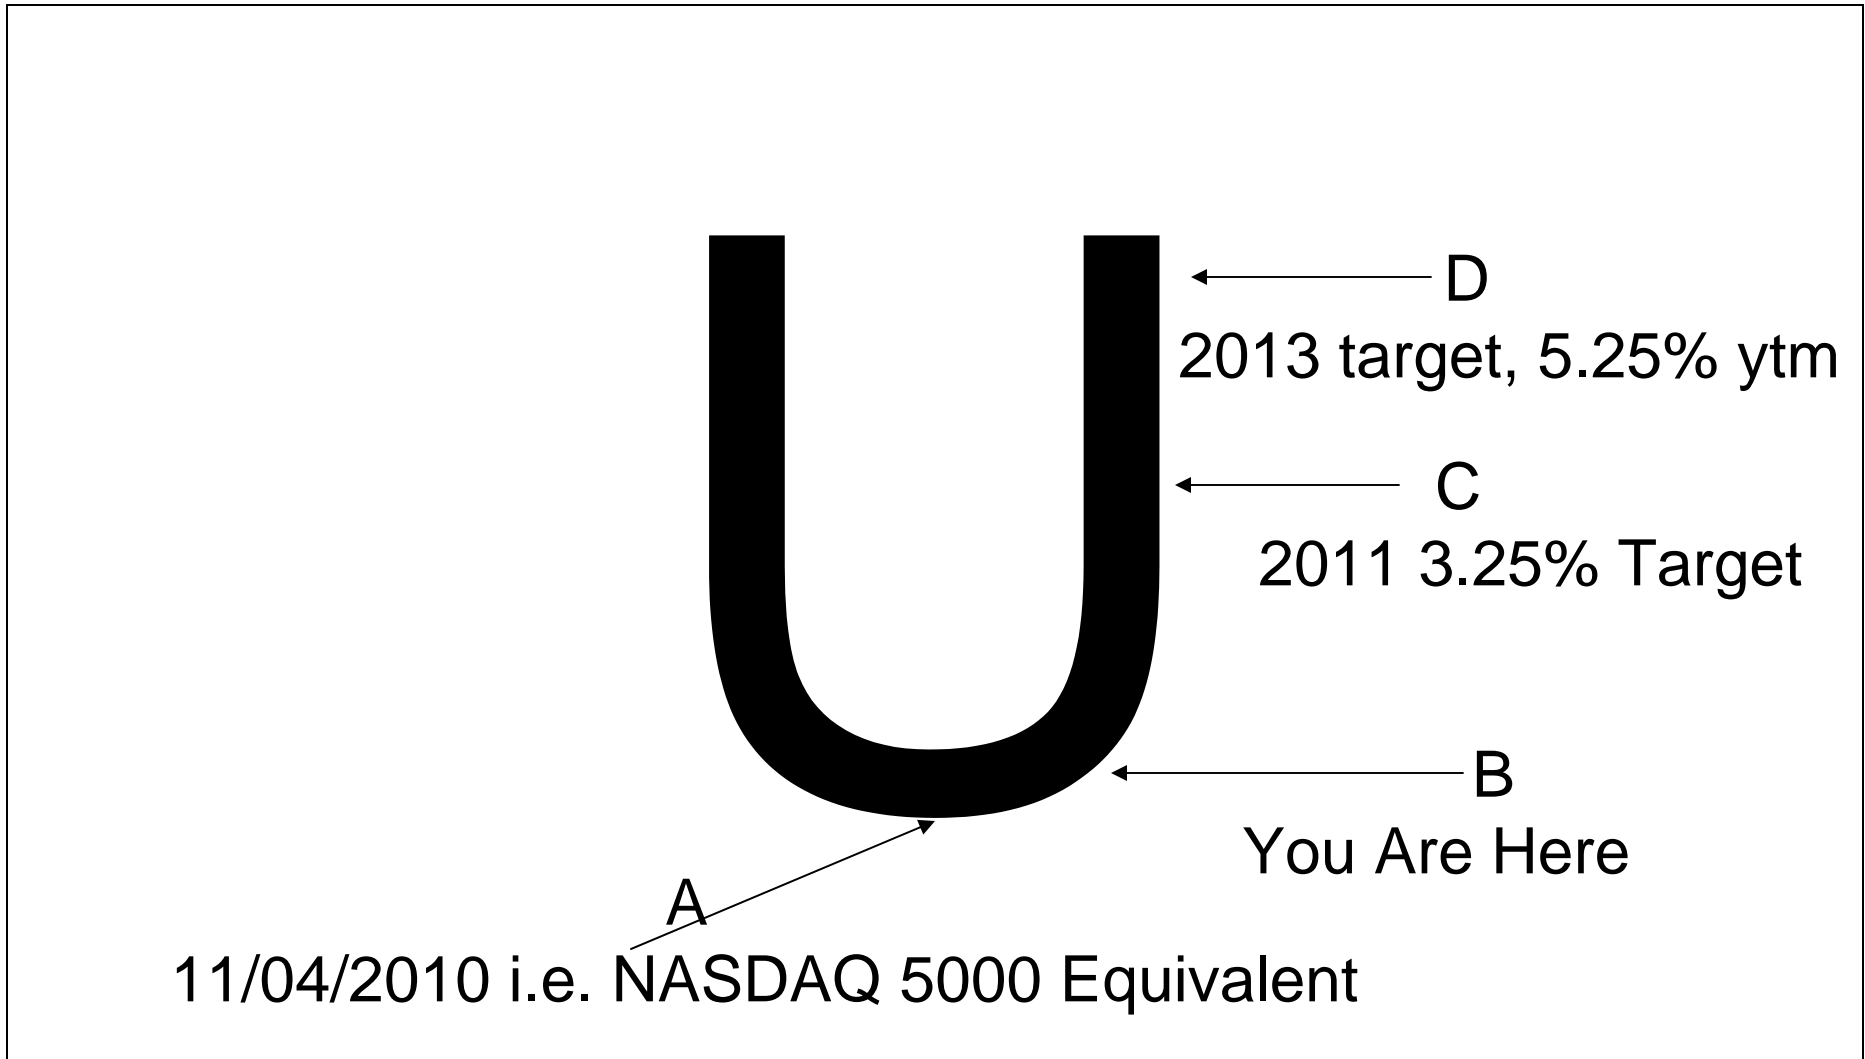 U
D
2013 target, 5.25% ytm
C
2011 3.25% Target
B
You Are Here
A
11/04/2010 i.e. NASDAQ 5000 Equivalent